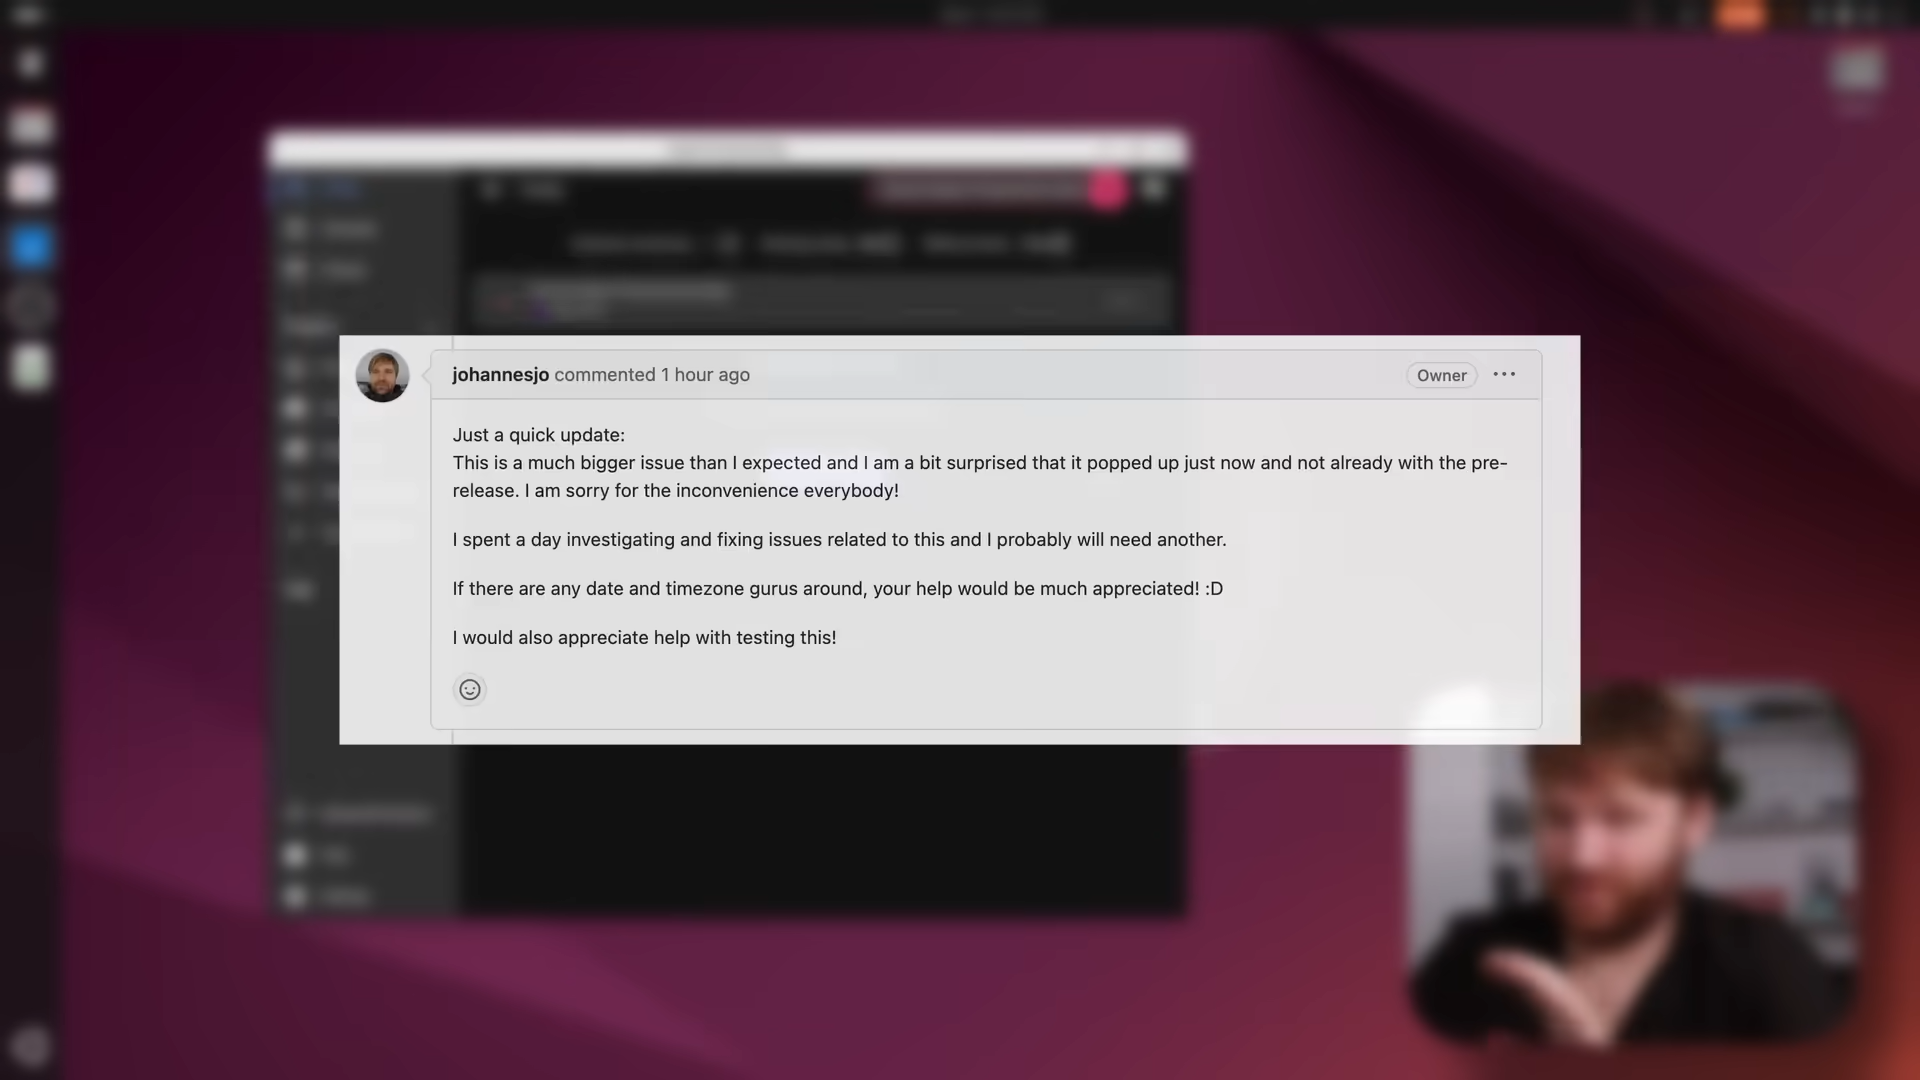 johannesjo commented 1 hour ago Owner
Just a quick update:
This is a much bigger issue than I expected and I am a bit surprised that it popped up just now and not already with the pre-
release. I am sorry for the inconvenience everybody!
I spent a day investigating and fixing issues related to this and I probably will need another.
If there are any date and timezone gurus around, your help would be much appreciated! :D
I would also appreciate help with testing this!